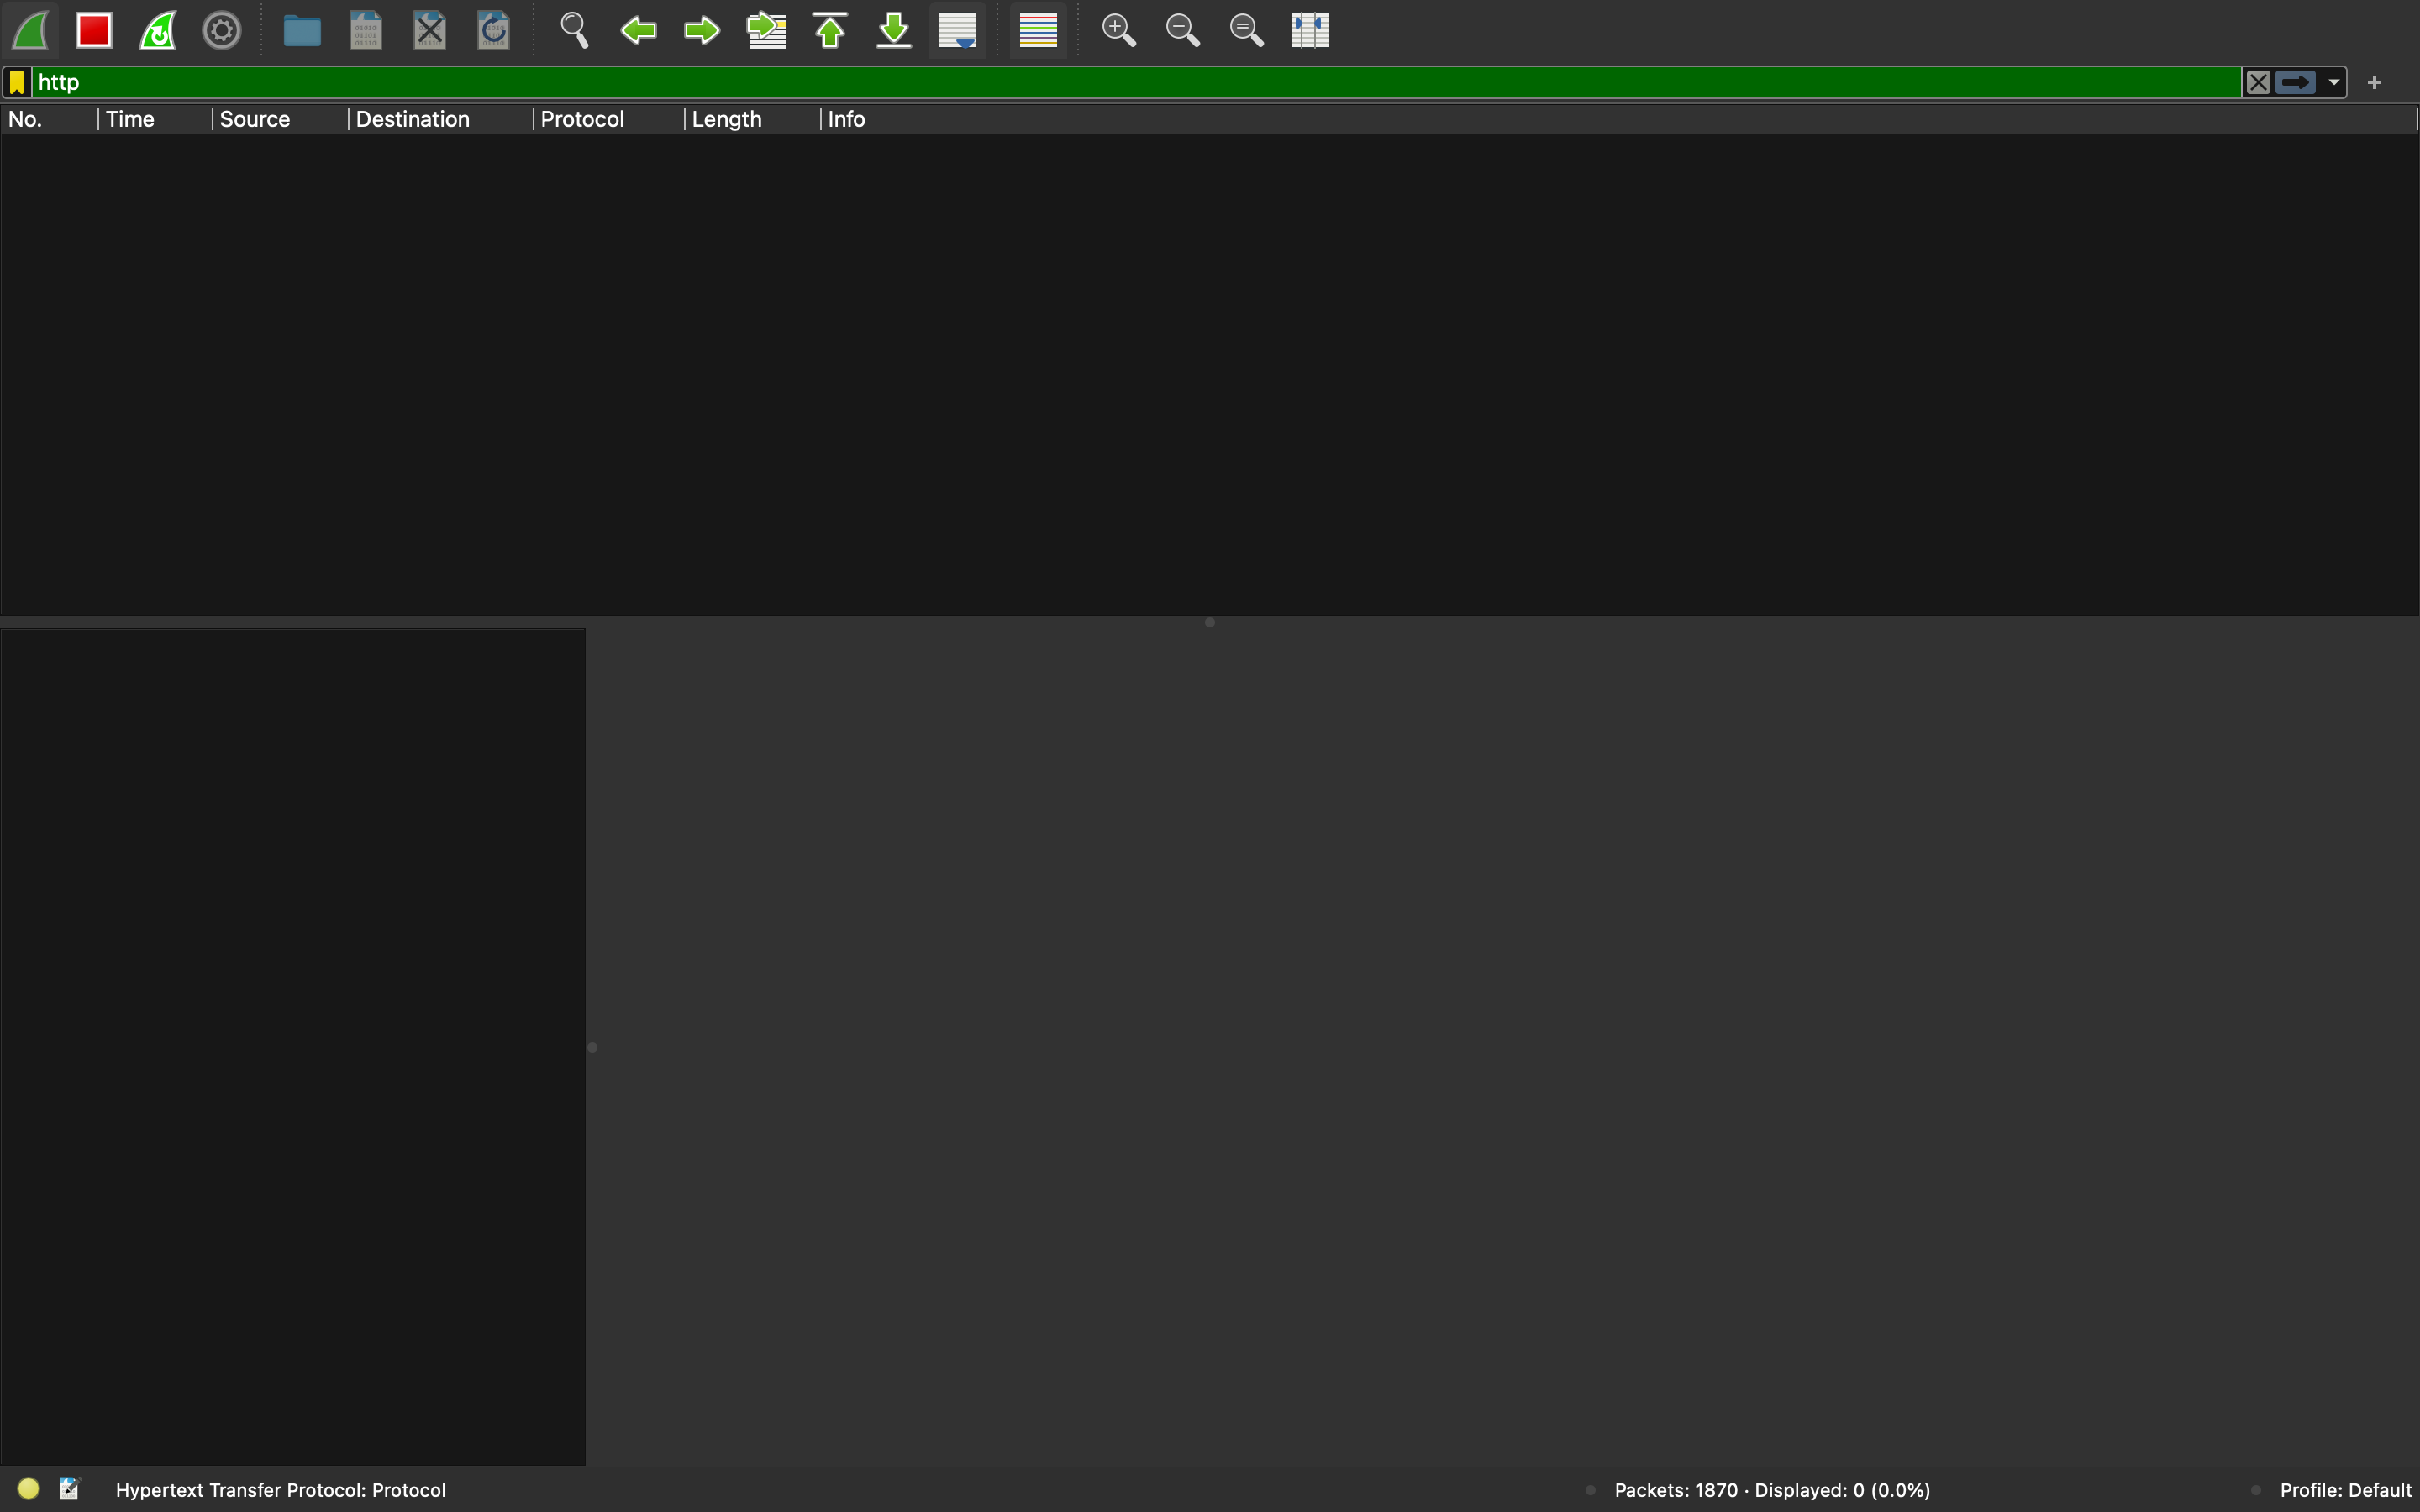 http
No. Time Source Destination Protocol Length Info
Hypertext Transfer Protocol: Protocol Packets: 1870 · Displayed: 0 (0.0%) Profile: Default